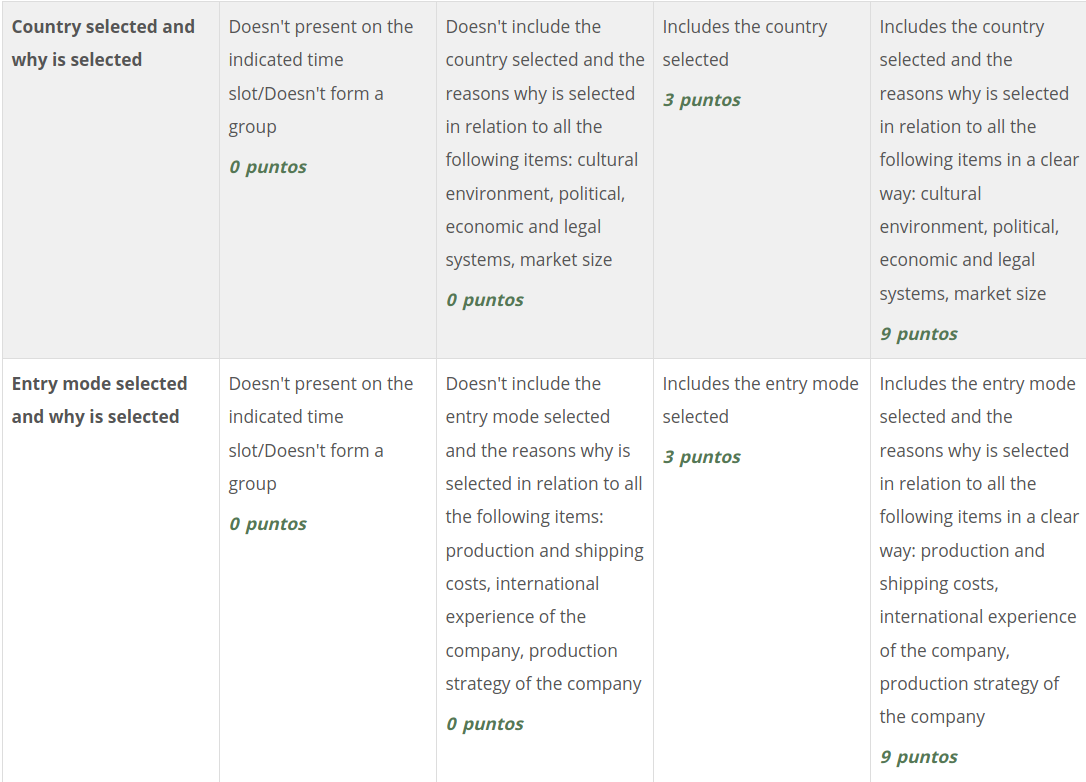 Country selected and
why is selected
Doesn't present on the
indicated time
slot/Doesn't form a
group
0 puntos
Doesn't include the
country selected and the
reasons why is selected
in relation to all the
following items: cultural
environment, political,
economic and legal
systems, market size
0 puntos
Includes the country
selected
3 puntos
Includes the country
selected and the
reasons why is selected
in relation to all the
following items in a clear
way: cultural
environment, political,
economic and legal
systems, market size
9 puntos
Entry mode selected
and why is selected
Doesn't present on the
indicated time
slot/Doesn't form a
group
0 puntos
Doesn't include the
entry mode selected
and the reasons why is
selected in relation to all
the following items:
production and shipping
costs, international
experience of the
company, production
strategy of the company
0 puntos
Includes the entry mode
selected
3 puntos
Includes the entry mode
selected and the
reasons why is selected
in relation to all the
following items in a clear
way: production and
shipping costs,
international experience
of the company,
production strategy of
the company
9 puntos